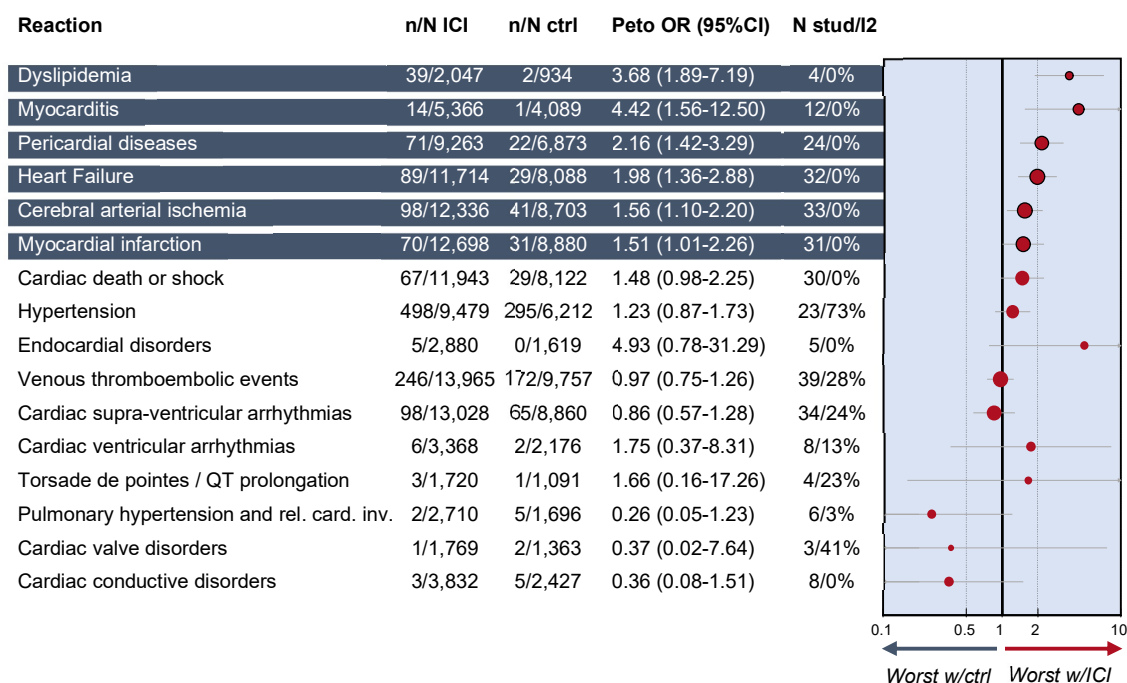 Reaction n/N ICI n/N ctrl Peto OR (95%CI) N stud/I2
Dyslipidemia 39/2,047 2/934 3.68 (1.89-7.19) 4/0%
Myocarditis 14/5,366 1/4,089 4.42 (1.56-12.50) 12/0%
Pericardial diseases 71/9,263 22/6,873 2.16 (1.42-3.29) 24/0%
Heart Failure 89/11,714 29/8,088 1.98 (1.36-2.88) 32/0%
Cerebral arterial ischemia 98/12,336 41/8,703 1.56 (1.10-2.20) 33/0%
Myocardial infarction 70/12,698 31/8,880 1.51 (1.01-2.26) 31/0%
Cardiac death or shock 67/11,943 29/8,122 1.48 (0.98-2.25) 30/0%
Hypertension 498/9,479 295/6,212 1.23 (0.87-1.73) 23/73%
Endocardial disorders 5/2,880 0/1,619 4.93 (0.78-31.29) 5/0%
Venous thromboembolic events 246/13,965 172/9,757 0.97 (0.75-1.26) 39/28%
Cardiac supra-ventricular arrhythmias 98/13,028 65/8,860 0.86 (0.57-1.28) 34/24%
Cardiac ventricular arrhythmias 6/3,368 2/2,176 1.75 (0.37-8.31) 8/13%
Torsade de pointes / QT prolongation 3/1,720 1/1,091 1.66 (0.16-17.26) 4/23%
Pulmonary hypertension and rel. card. inv. 2/2,710 5/1,696 0.26 (0.05-1.23) 6/3%
Cardiac valve disorders 1/1,769 2/1,363 0.37 (0.02-7.64) 3/41%
Cardiac conductive disorders 3/3,832 5/2,427 0.36 (0.08-1.51) 8/0%
0.1 0.5 1 2 10
Worst w/ctrl Worst w/ICI